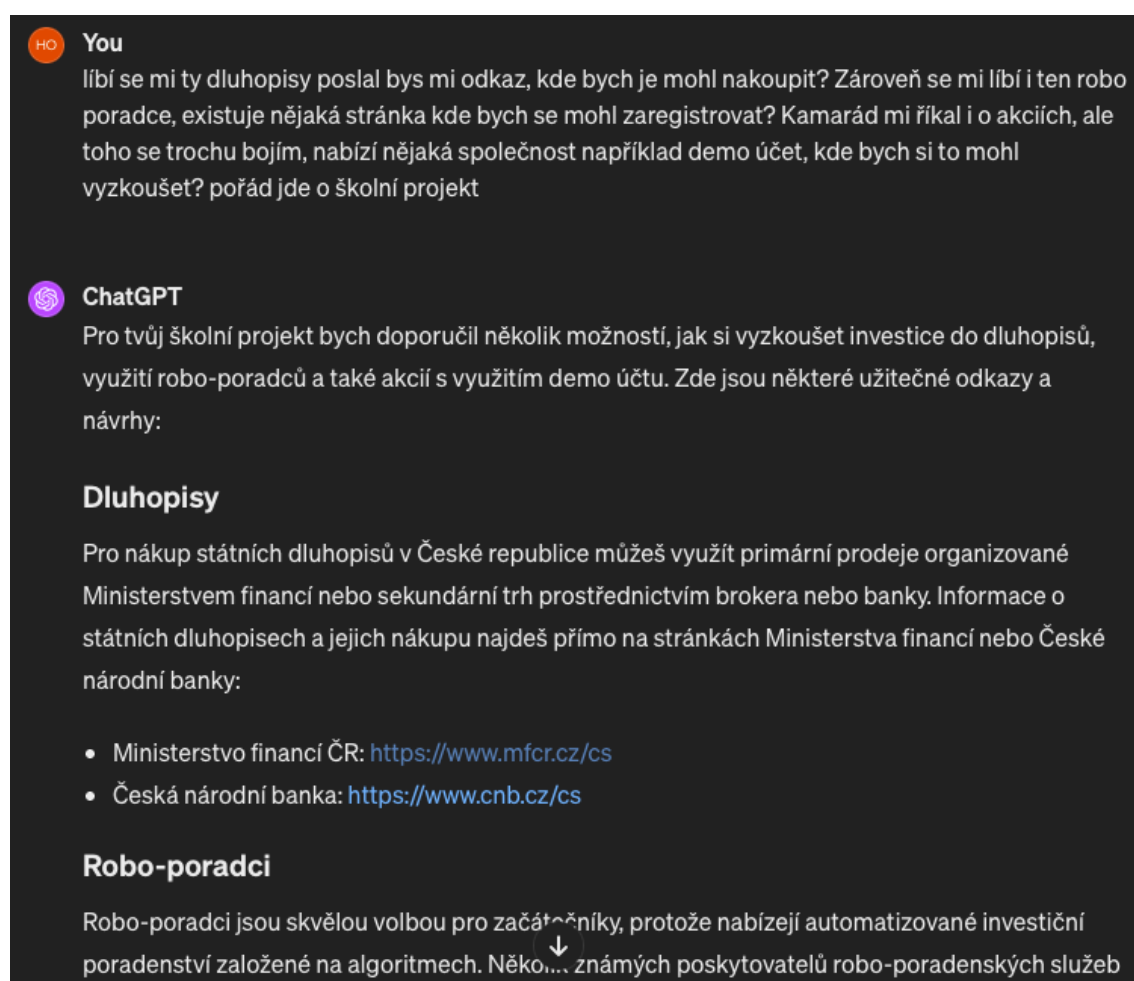 HO
You
líbí se mi ty dluhopisy poslal bys mi odkaz, kde bych je mohl nakoupit? Zároveň se mi líbí i ten robo
poradce, existuje nějaká stránka kde bych se mohl zaregistrovat? Kamarád mi říkal i o akciích, ale
toho se trochu bojím, nabízí nějaká společnost například demo účet, kde bych si to mohl
vyzkoušet? pořád jde o školní projekt
ChatGPT
Pro tvůj školní projekt bych doporučil několik možností, jak si vyzkoušet investice do dluhopisů,
využití robo-poradců a také akcií s využitím demo účtu. Zde jsou některé užitečné odkazy a
návrhy:
Dluhopisy
Pro nákup státních dluhopisů v České republice můžeš využít primární prodeje organizované
Ministerstvem financí nebo sekundární trh prostřednictvím brokera nebo banky. Informace o
státních dluhopisech a jejich nákupu najdeš přímo na stránkách Ministerstva financí nebo České
národní banky:
• Ministerstvo financí ČR: https://www.mfcr.cz/cs
• Česká národní banka: https://www.cnb.cz/cs
Robo-poradci
Robo-poradci jsou skvělou volbou pro začátečníky, protože nabízejí automatizované investiční
poradenství založené na algoritmech. Několik známých poskytovatelů robo-poradenských služeb